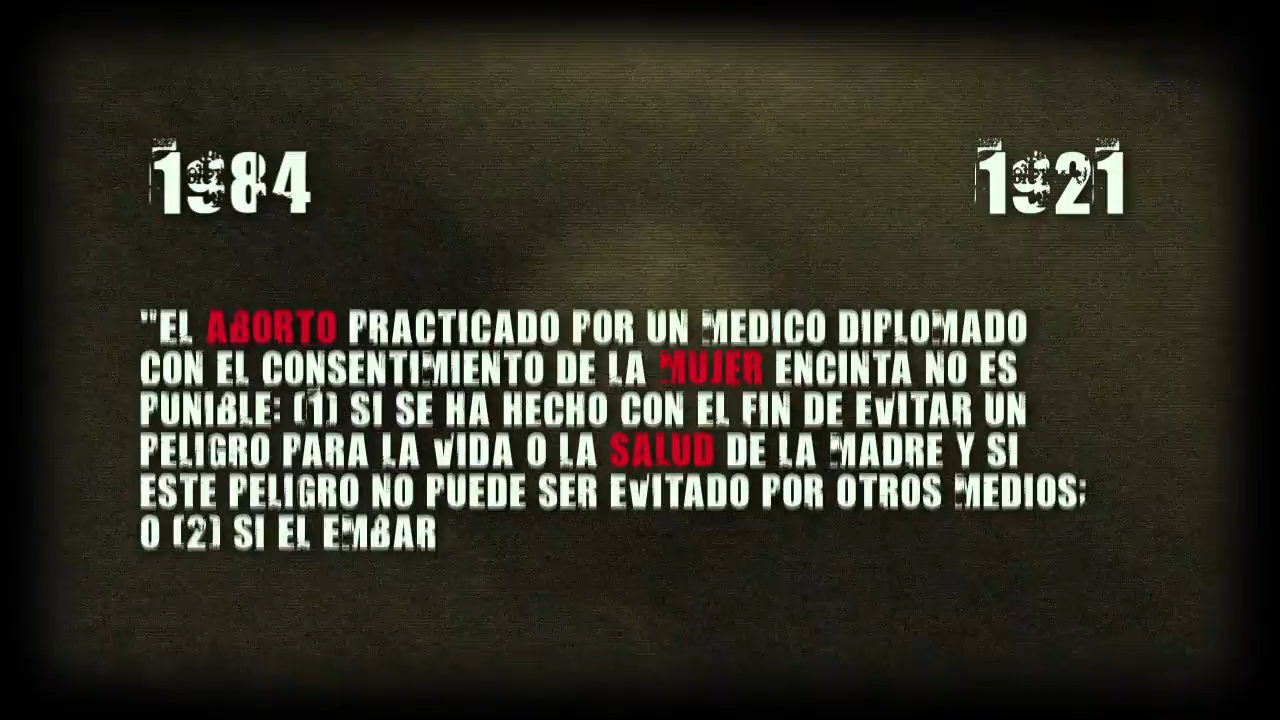 1984
1921
"EL ABORTO PRACTICADO POR UN MEDICO DIPLOMADO
CON EL CONSENTIMIENTO DE LA MUJER ENCINTA NO ES
PUNIBLE: (1) SI SE HA HECHO CON EL FIN DE EVITAR UN
PELIGRO PARA LA VIDA O LA SALUD DE LA MADRE Y SI
ESTE PELIGRO NO PUEDE SER EVITADO POR OTROS MEDIOS;
O (2) SI EL EMBAR